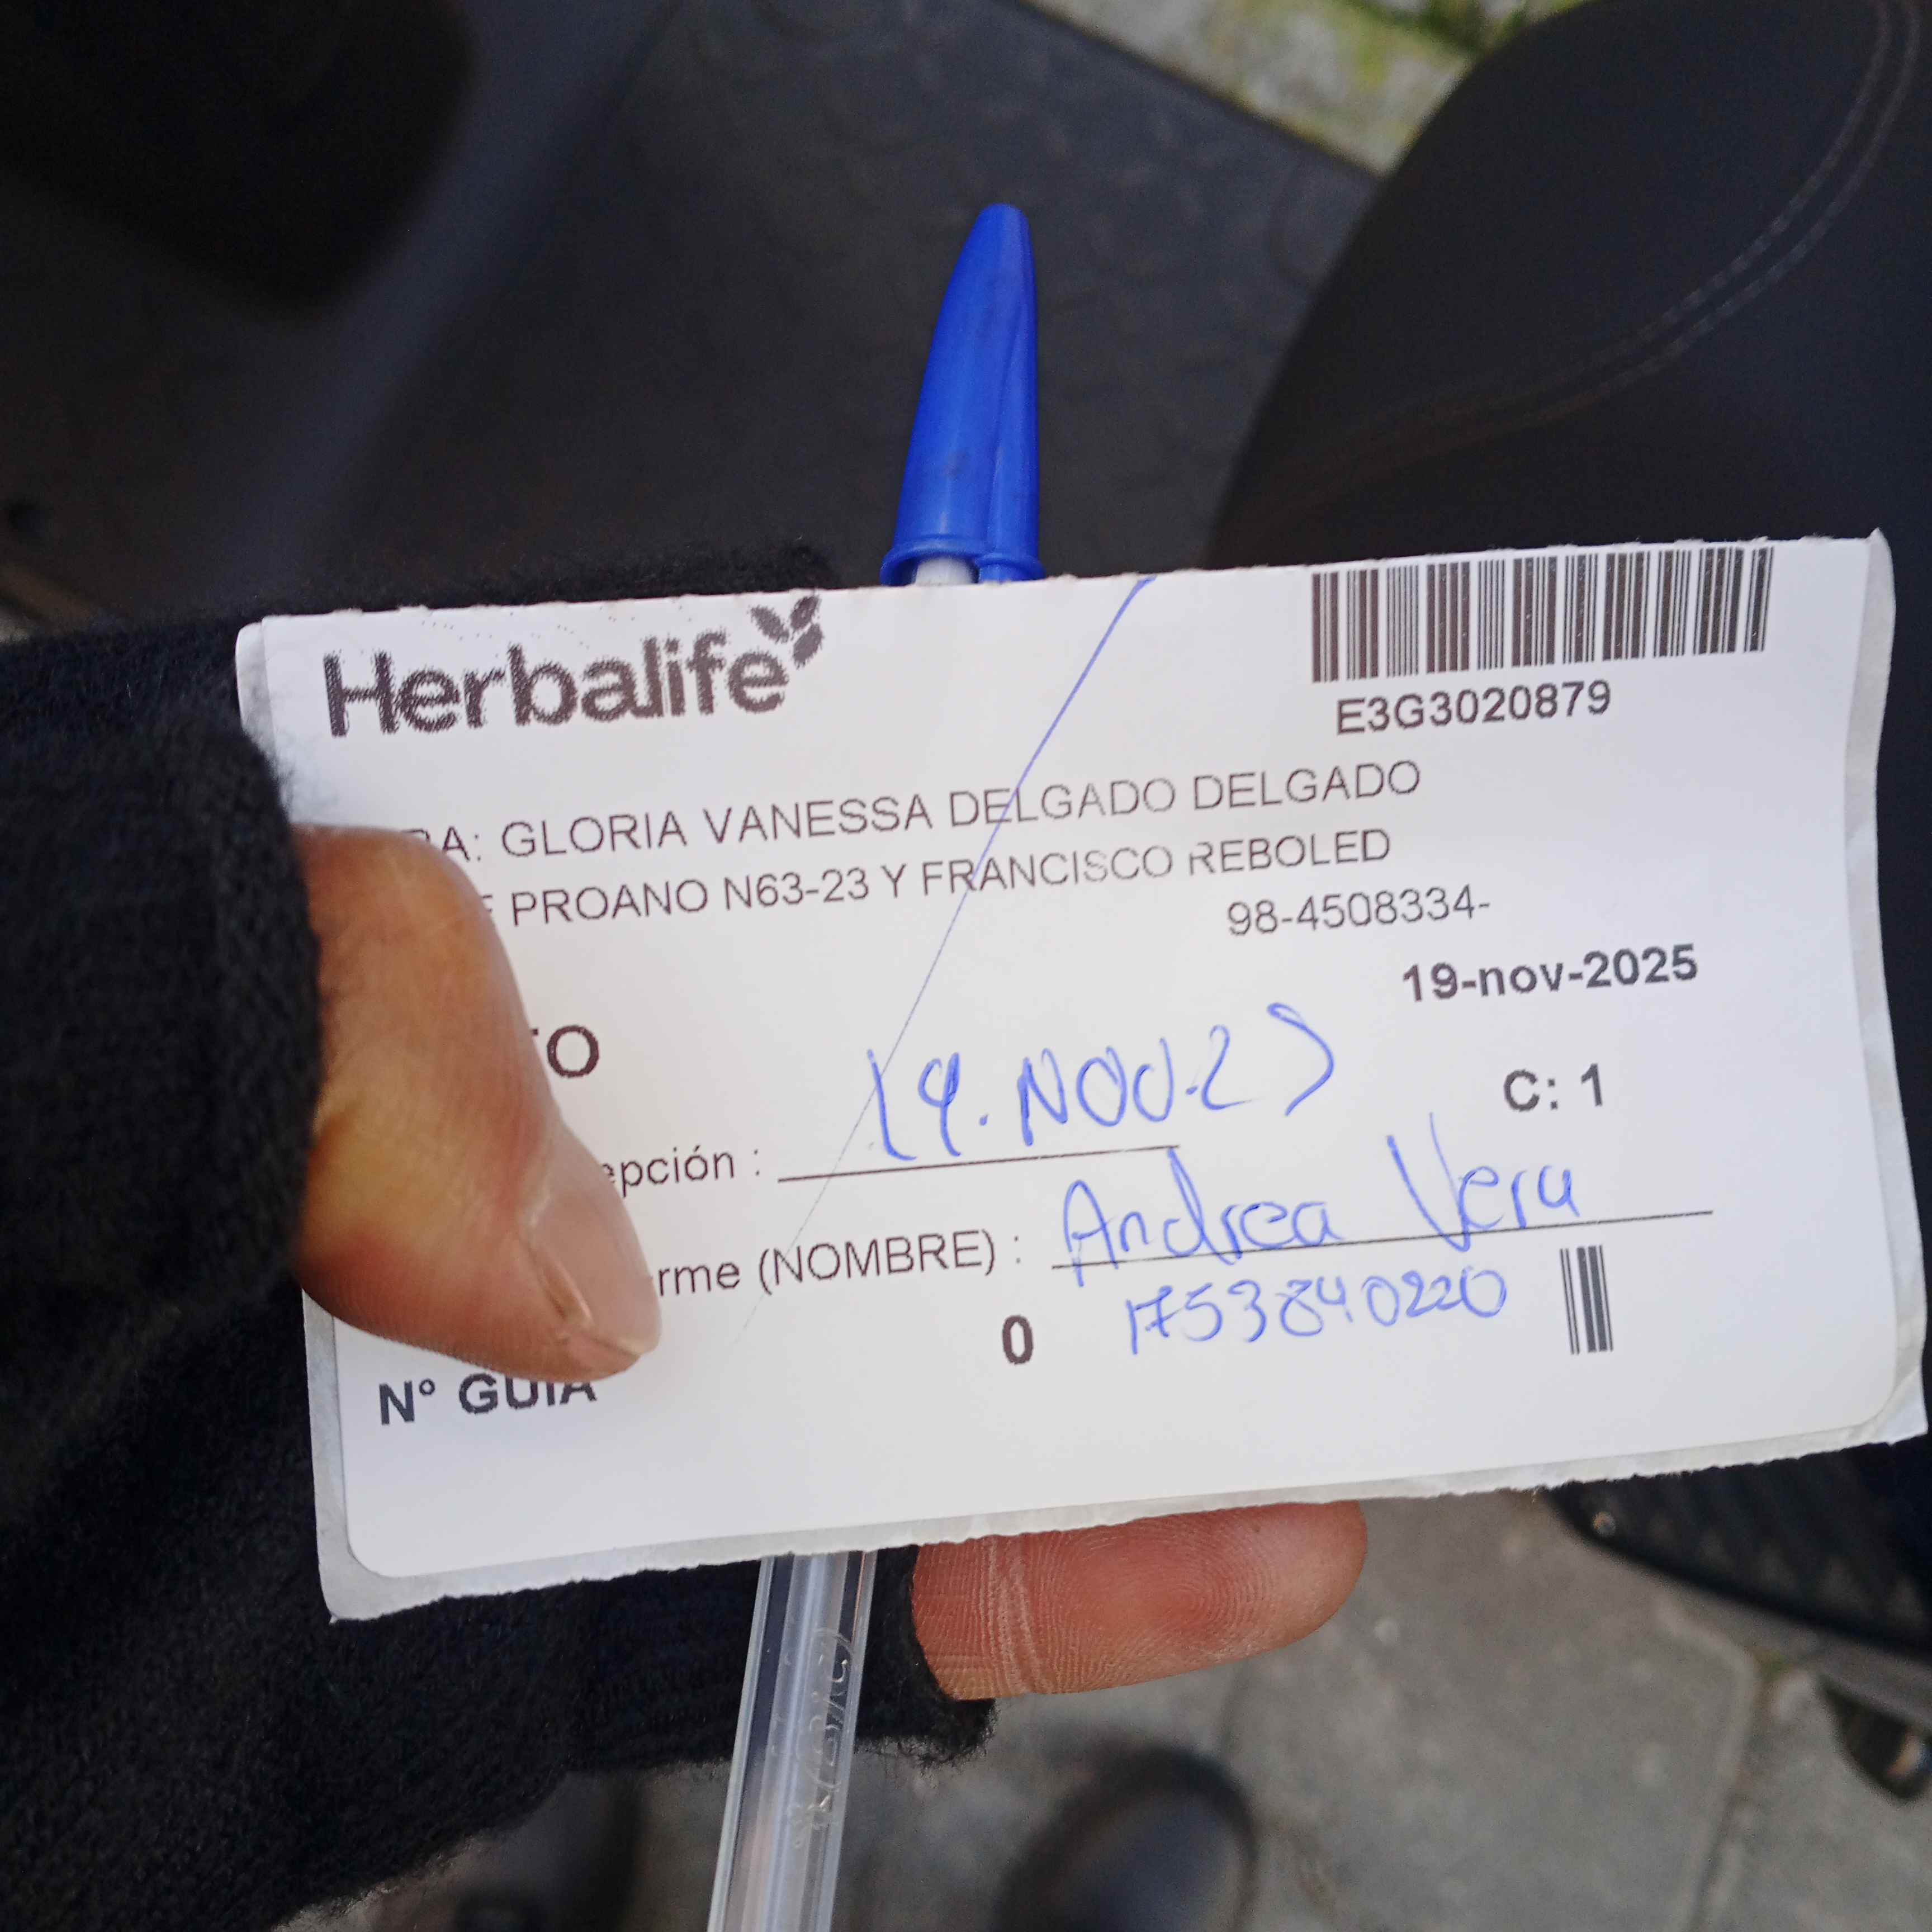 Herbalife
E3G3020879
RA: GLORIA VANESSA DELGADO DELGADO
PROANO N63-23 Y FRANCISCO REBOLED
98-4508334-
19-nov-2025
TO
C: 1
epción : 19.NOV.25
rme (NOMBRE) : Andrea Vera
0 1753840220
N° GUIA